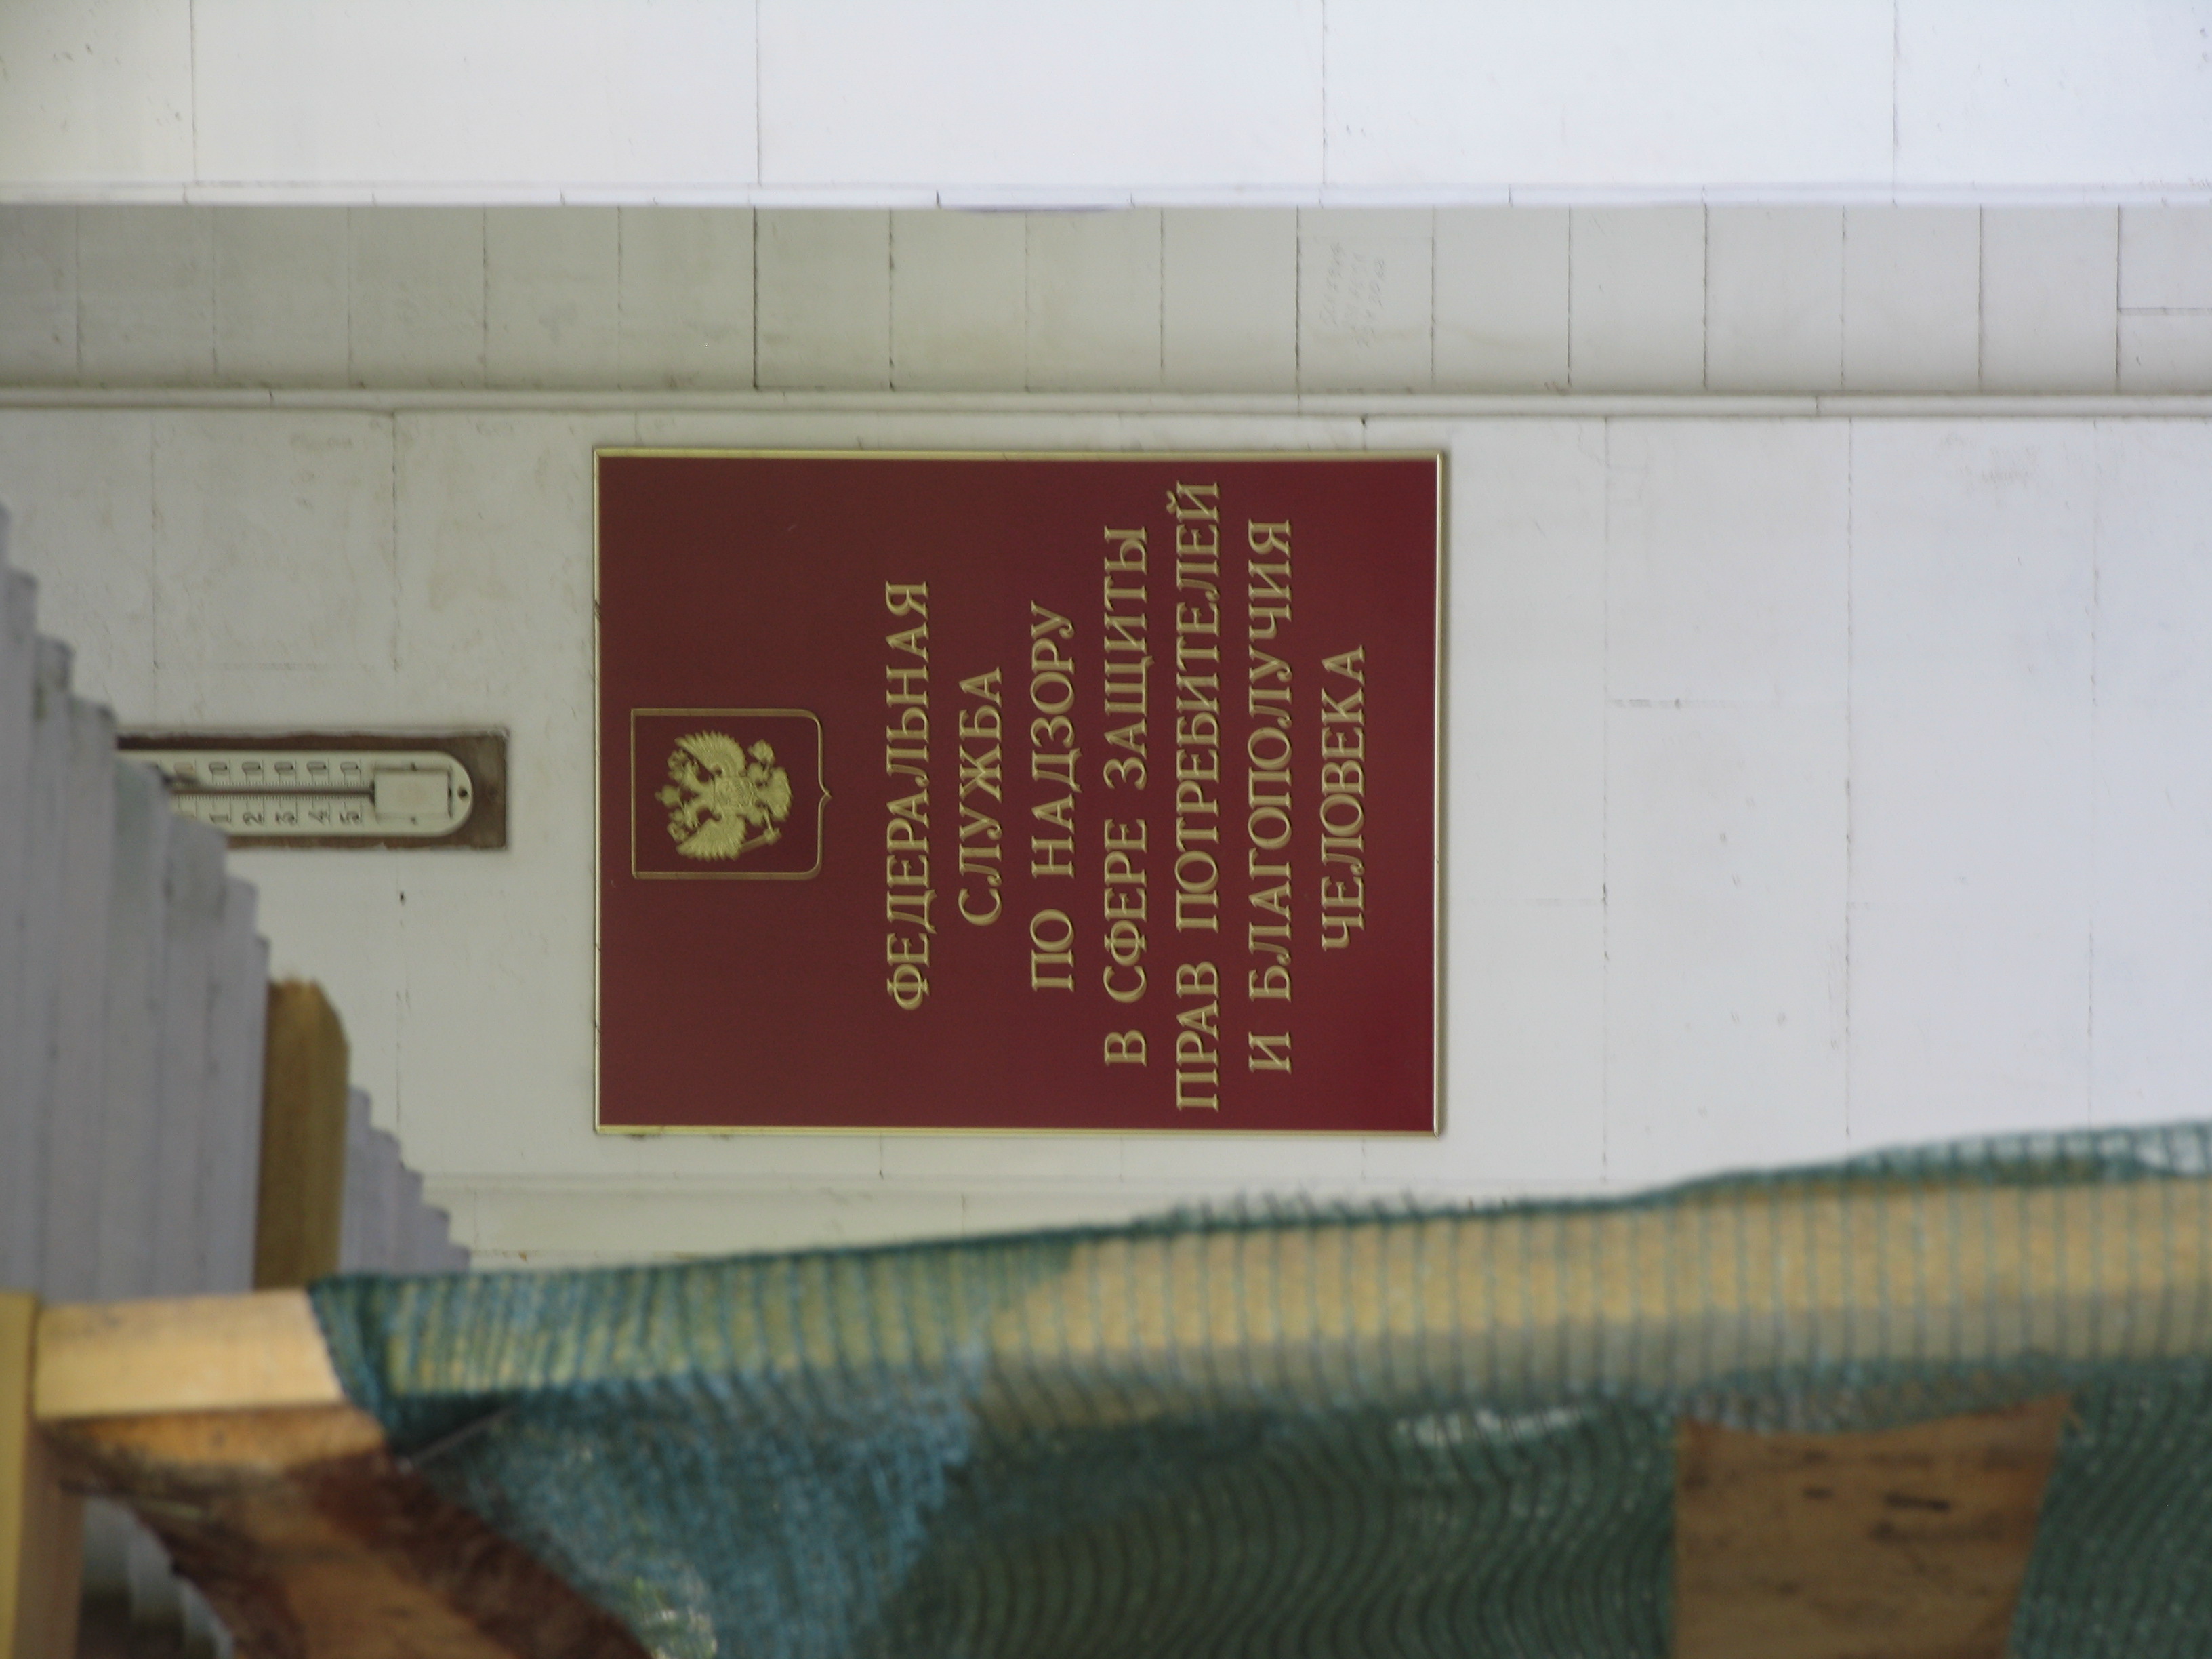 ФЕДЕРАЛЬНАЯ
СЛУЖБА
ПО НАДЗОРУ
В СФЕРЕ ЗАЩИТЫ
ПРАВ ПОТРЕБИТЕЛЕЙ
И БЛАГОПОЛУЧИЯ
ЧЕЛОВЕКА